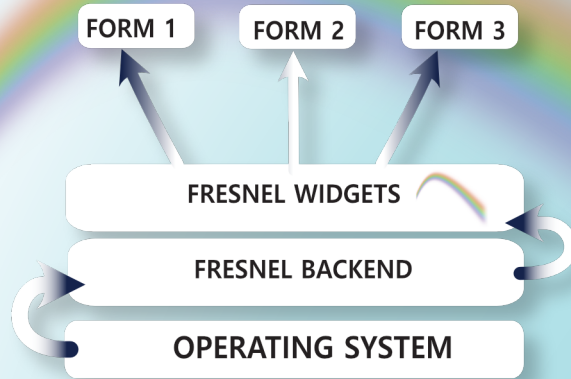 FORM 1
FORM 2
FORM 3
FRESNEL WIDGETS
FRESNEL BACKEND
OPERATING SYSTEM